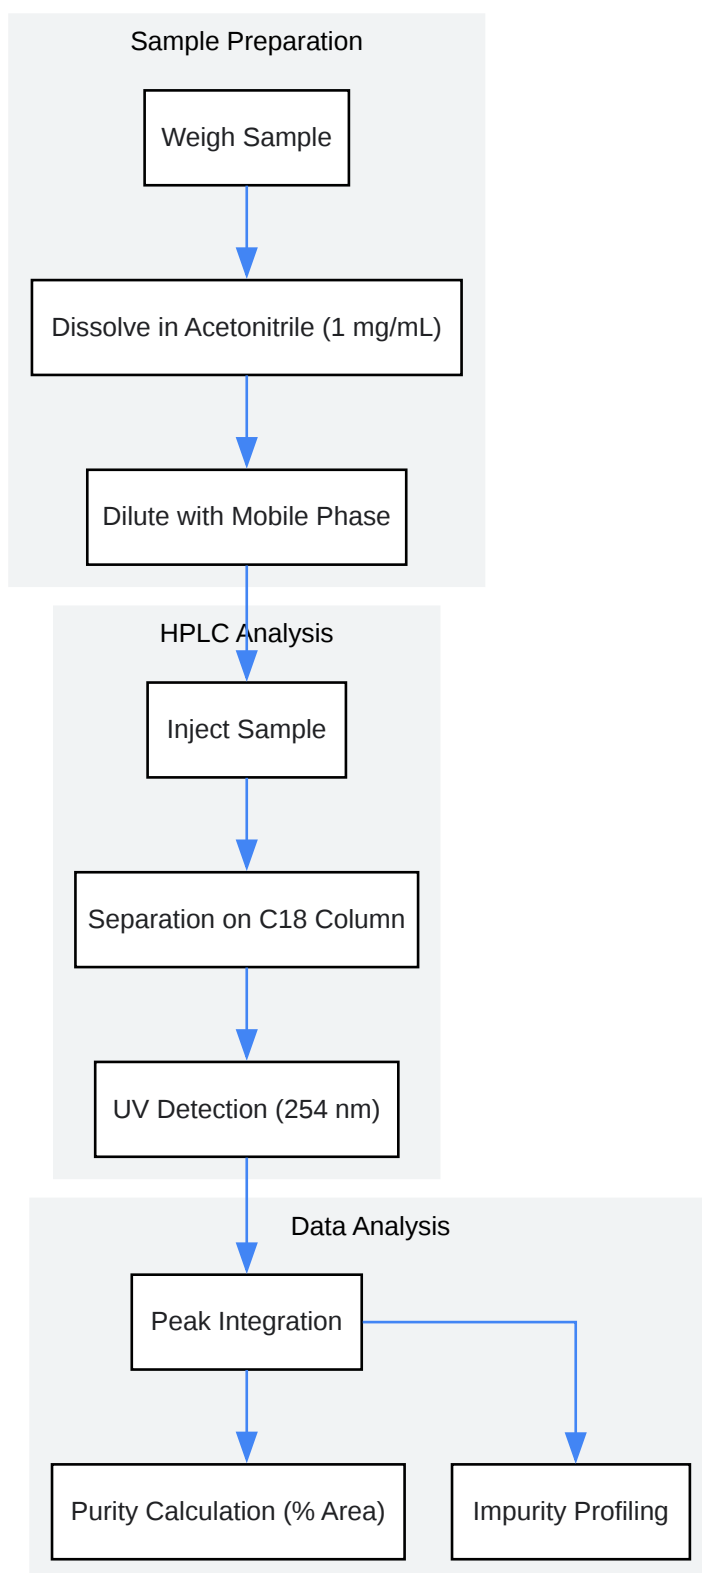 Sample Preparation
Weigh Sample
Dissolve in Acetonitrile (1 mg/mL)
Dilute with Mobile Phase
HPLC Analysis
Inject Sample
Separation on C18 Column
UV Detection (254 nm)
Data Analysis
Peak Integration
Purity Calculation (% Area)
Impurity Profiling